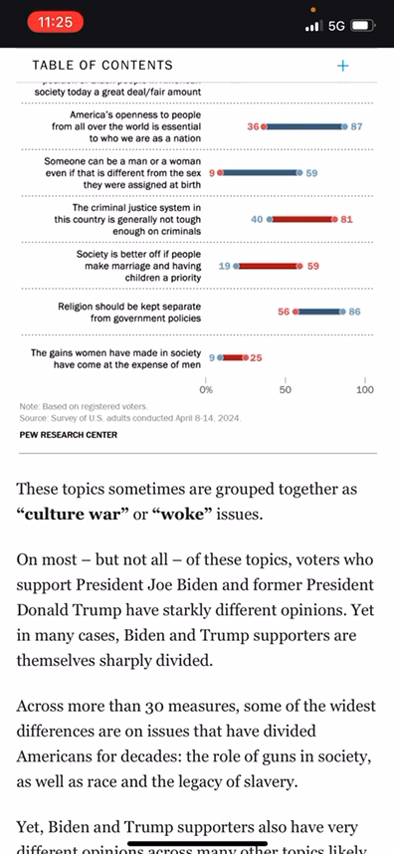 11:25
5G
TABLE OF CONTENTS
+
society today a great deal/fair amount
America's openness to people
from all over the world is essential
to who we are as a nation
36 87
Someone can be a man or a woman
even if that is different from the sex
they were assigned at birth
9 59
The criminal justice system in
this country is generally not tough
enough on criminals
40 81
Society is better off if people
make marriage and having
children a priority
19 59
Religion should be kept separate
from government policies
56 86
The gains women have made in society
have come at the expense of men
9 25
0% 50 100
Note: Based on registered voters.
Source: Survey of U.S. adults conducted April 8-14, 2024.
PEW RESEARCH CENTER
These topics sometimes are grouped together as
“culture war” or “woke” issues.
On most – but not all – of these topics, voters who
support President Joe Biden and former President
Donald Trump have starkly different opinions. Yet
in many cases, Biden and Trump supporters are
themselves sharply divided.
Across more than 30 measures, some of the widest
differences are on issues that have divided
Americans for decades: the role of guns in society,
as well as race and the legacy of slavery.
Yet, Biden and Trump supporters also have very
different opinions across many other topics likely